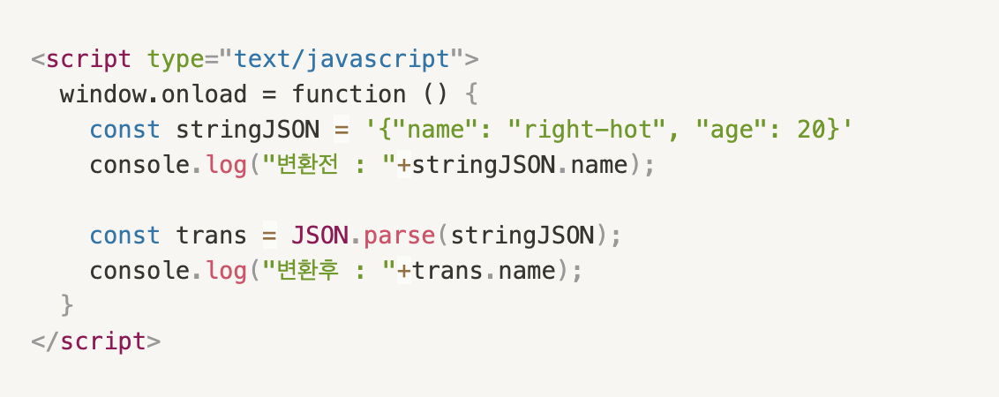 <script type="text/javascript">
  window.onload = function () {
    const stringJSON = '{"name": "right-hot", "age": 20}'
    console.log("변환전 : "+stringJSON.name);

    const trans = JSON.parse(stringJSON);
    console.log("변환후 : "+trans.name);
  }
</script>